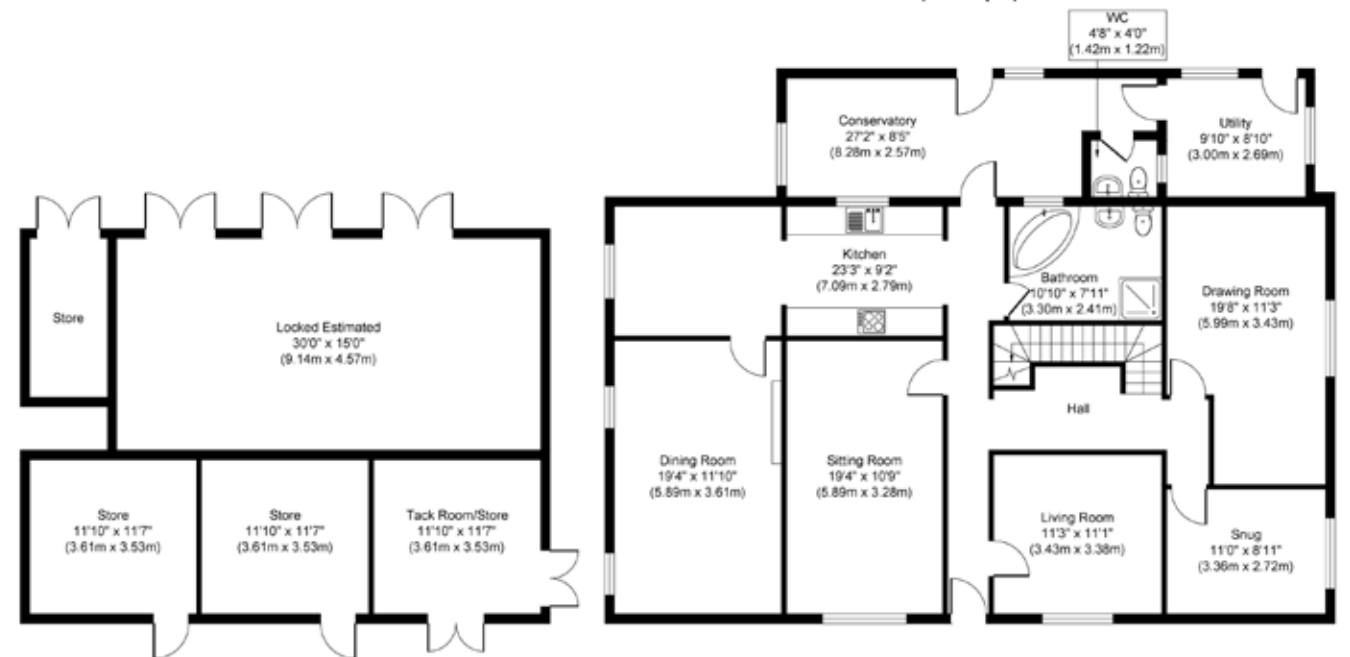 WC
4'8" x 4'0"
(1.42m x 1.22m)
Conservatory
27'2" x 8'5"
(8.28m x 2.57m)
Utility
9'10" x 8'10"
(3.00m x 2.69m)
Store
Locked Estimated
30'0" x 15'0"
(9.14m x 4.57m)
Kitchen
23'3" x 9'2"
(7.09m x 2.79m)
Bathroom
10'10" x 7'11"
(3.30m x 2.41m)
Drawing Room
19'8" x 11'3"
(5.99m x 3.43m)
Hall
Dining Room
19'4" x 11'10"
(5.89m x 3.61m)
Sitting Room
19'4" x 10'9"
(5.89m x 3.28m)
Store
11'10" x 11'7"
(3.61m x 3.53m)
Store
11'10" x 11'7"
(3.61m x 3.53m)
Tack Room/Store
11'10" x 11'7"
(3.61m x 3.53m)
Living Room
11'3" x 11'1"
(3.43m x 3.38m)
Snug
11'0" x 8'11"
(3.36m x 2.72m)